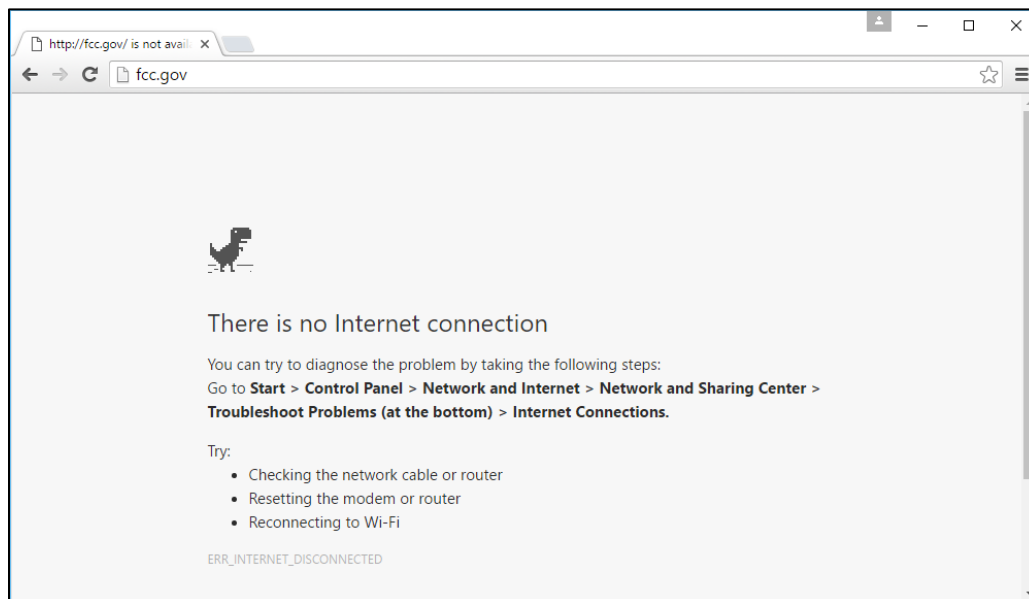 http://fcc.gov/ is not avail
fcc.gov
There is no Internet connection
You can try to diagnose the problem by taking the following steps:
Go to Start > Control Panel > Network and Internet > Network and Sharing Center >
Troubleshoot Problems (at the bottom) > Internet Connections.
Try:
• Checking the network cable or router
• Resetting the modem or router
• Reconnecting to Wi-Fi
ERR_INTERNET_DISCONNECTED